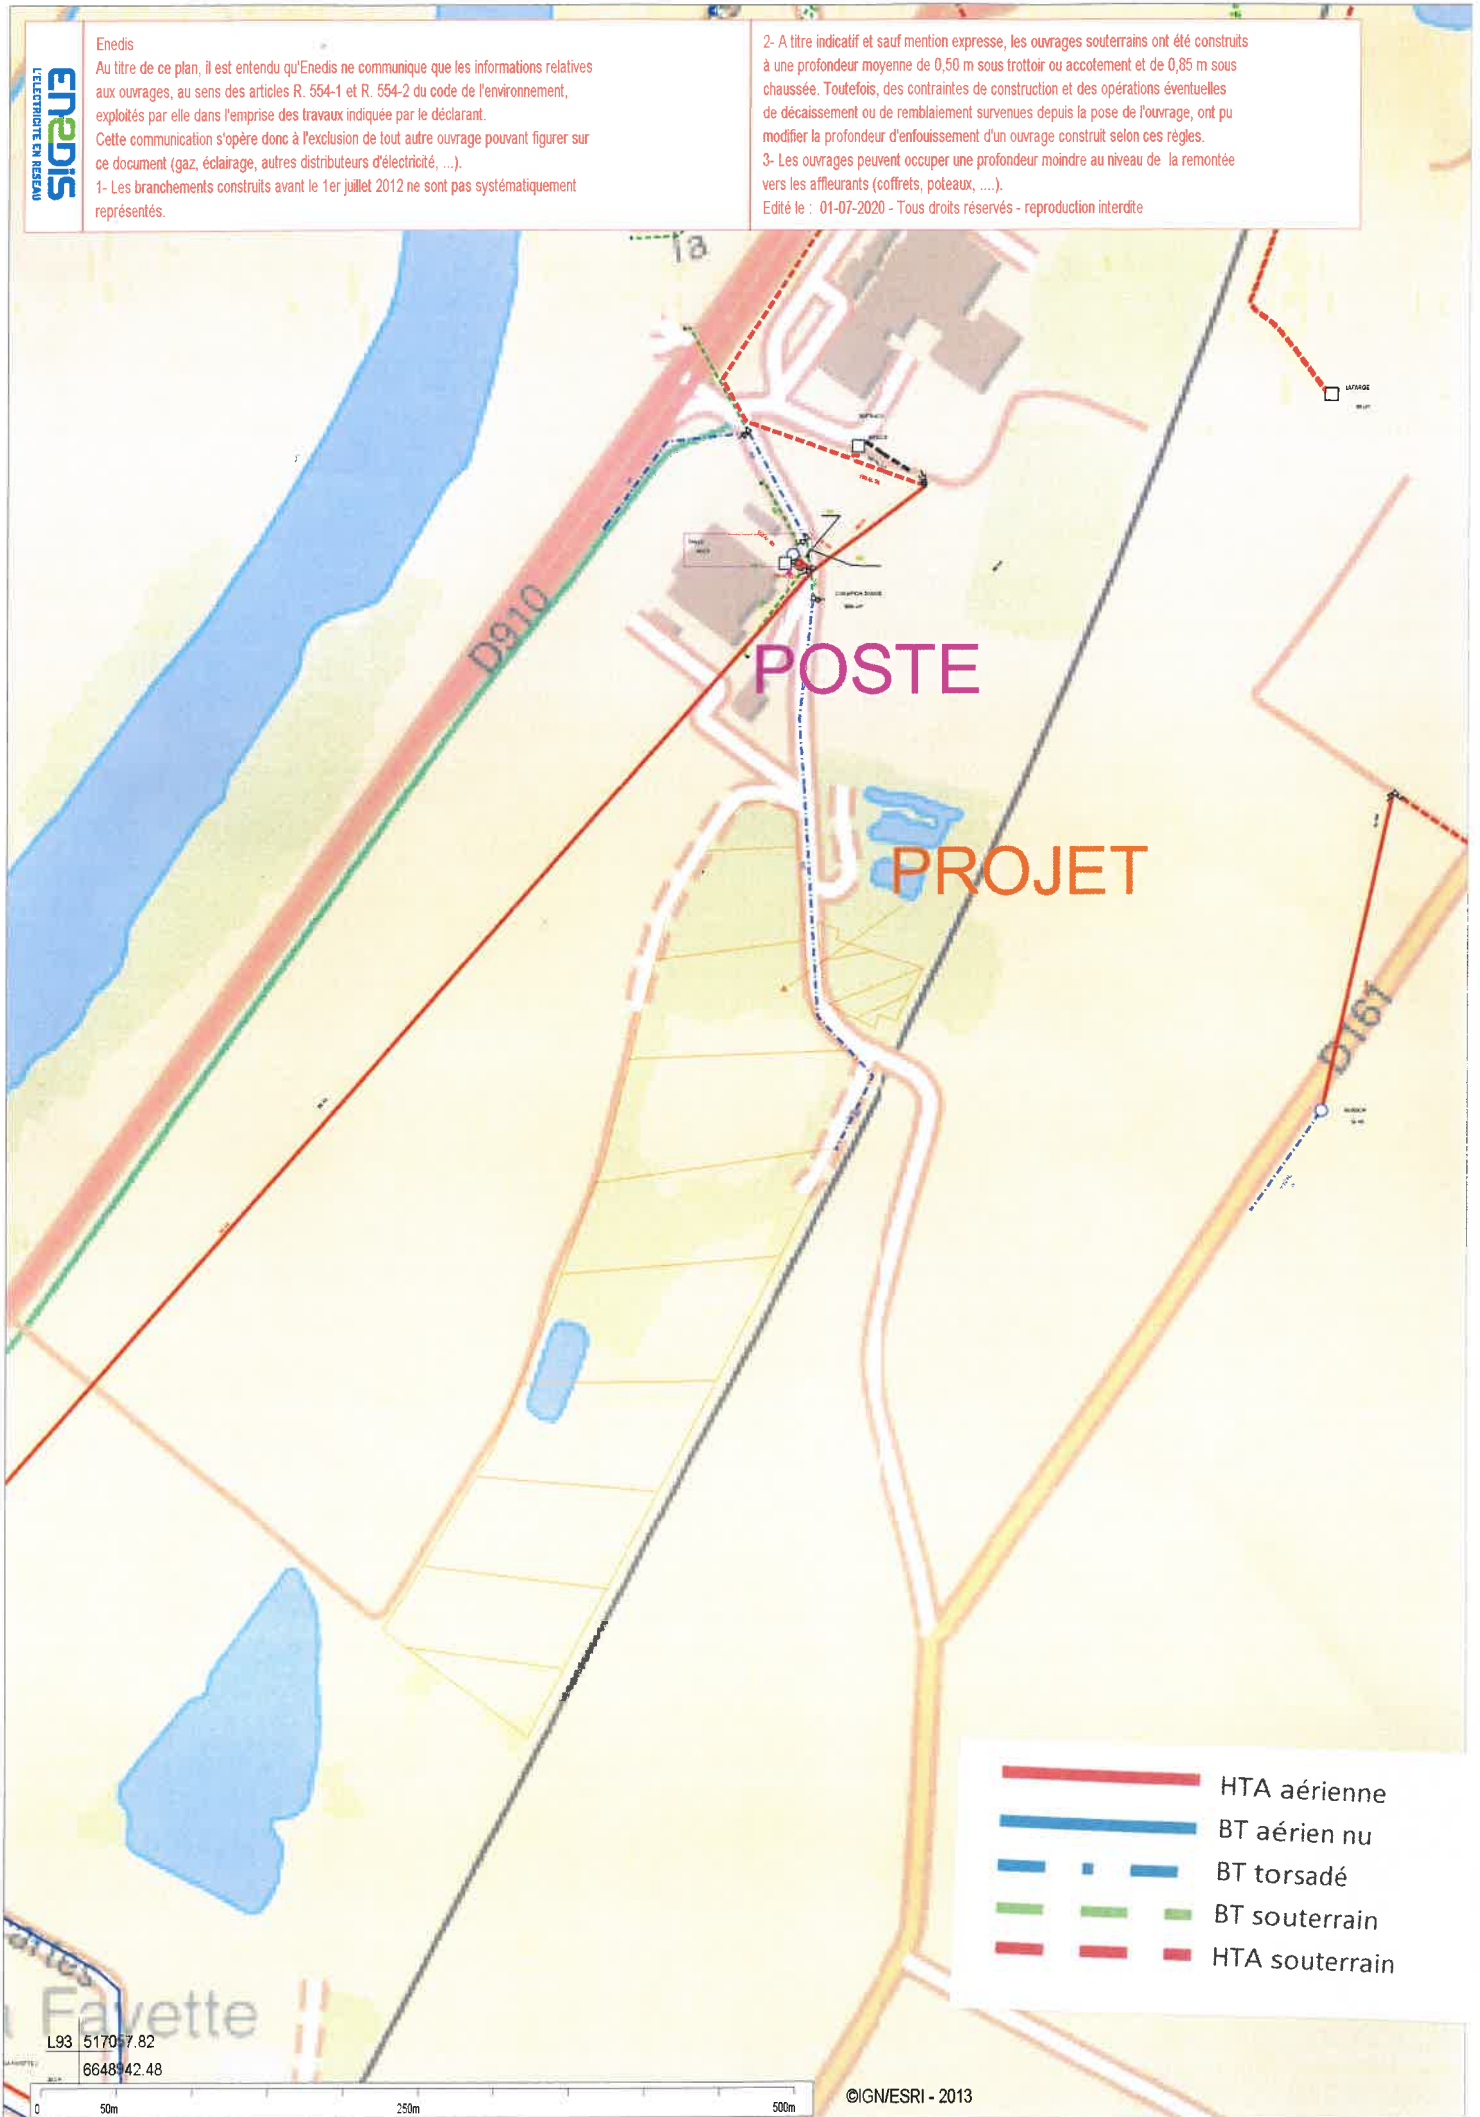 Enedis
L'ELECTRICITE EN RESEAU
Enedis
Au titre de ce plan, il est entendu qu'Enedis ne communique que les informations relatives
aux ouvrages, au sens des articles R. 554-1 et R. 554-2 du code de l'environnement,
exploités par elle dans l'emprise des travaux indiquée par le déclarant.
Cette communication s'opère donc à l'exclusion de tout autre ouvrage pouvant figurer sur
ce document (gaz, éclairage, autres distributeurs d'électricité, ...).
1- Les branchements construits avant le 1er juillet 2012 ne sont pas systématiquement
représentés.
2- A titre indicatif et sauf mention expresse, les ouvrages souterrains ont été construits
à une profondeur moyenne de 0,50 m sous trottoir ou accotement et de 0,85 m sous
chaussée. Toutefois, des contraintes de construction et des opérations éventuelles
de décaissement ou de remblaiement survenues depuis la pose de l'ouvrage, ont pu
modifier la profondeur d'enfouissement d'un ouvrage construit selon ces règles.
3- Les ouvrages peuvent occuper une profondeur moindre au niveau de la remontée
vers les affleurants (coffrets, poteaux, ....).
Edité le : 01-07-2020 - Tous droits réservés - reproduction interdite
LAFARGE
D910
POSTE
PROJET
D161
HTA aérienne
BT aérien nu
BT torsadé
BT souterrain
HTA souterrain
Fayette
L93 517057.82
6648942.48
0 50m 250m 500m
©IGN/ESRI - 2013